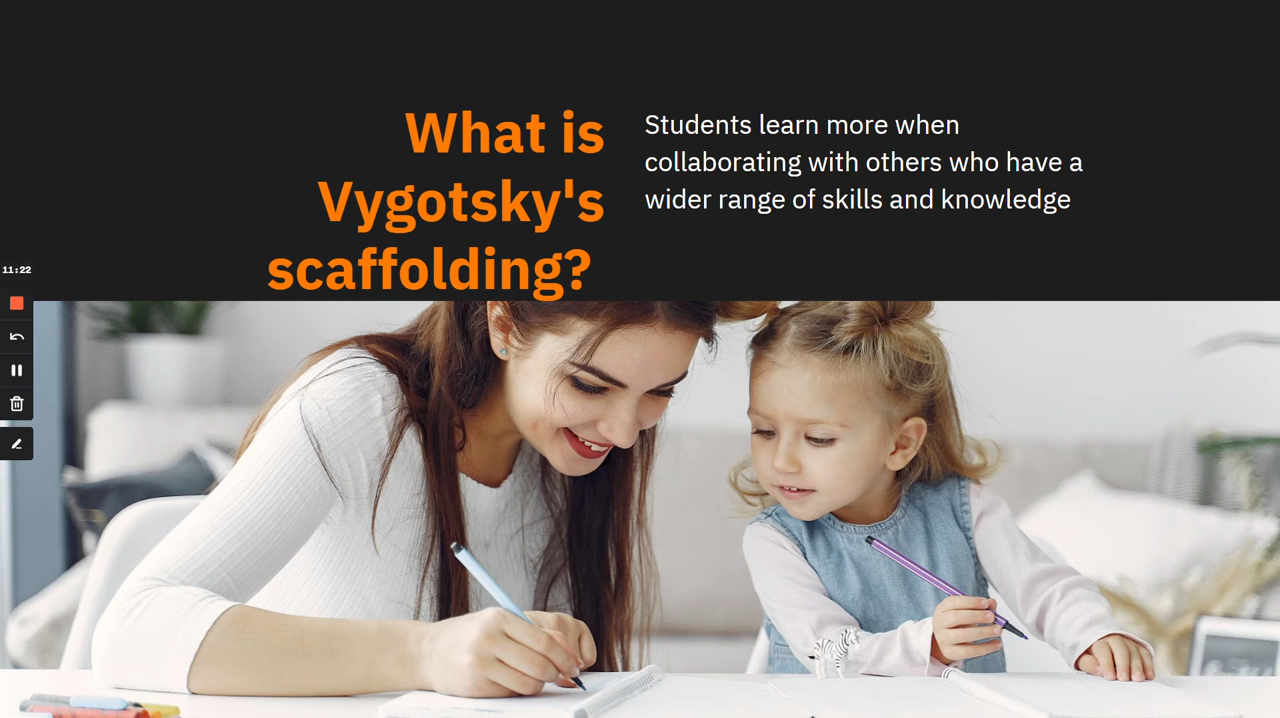 What is
Vygotsky's
scaffolding?
Students learn more when
collaborating with others who have a
wider range of skills and knowledge
11:22